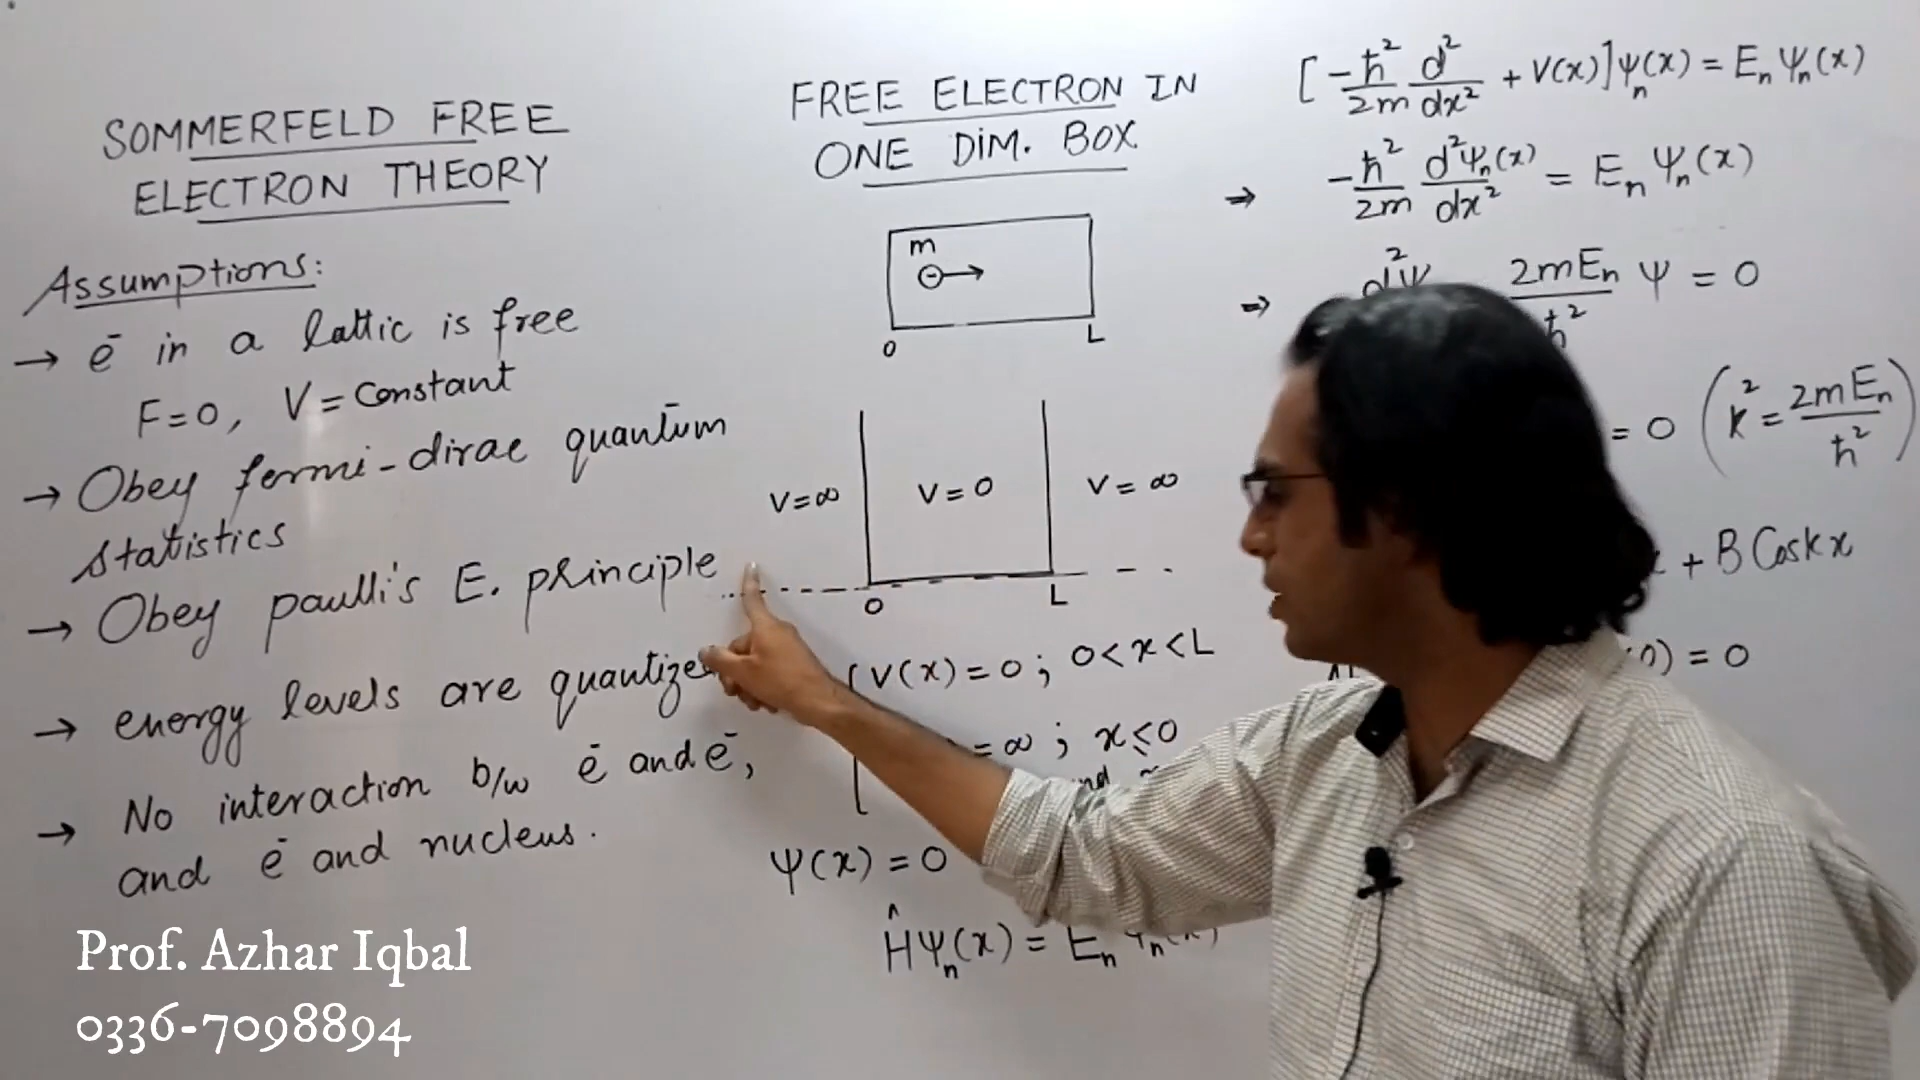 SOMMERFELD FREE
ELECTRON THEORY
Assumptions:
→ ē in a lattic is free
F=0, V=Constant
→ Obey fermi-dirac quantum
statistics
→ Obey paulli's E. principle
→ energy levels are quantize
→ No interaction b/w ē and ē,
and ē and nucleus.
FREE ELECTRON IN
ONE DIM. BOX
m
0 L
V=∞ V=0 V=∞
0 L
V(x)=0; 0<x<L
=∞; x≤0
ψ(x)=0
Ĥψₙ(x)=Eₙ
[-ħ²/2m d²/dx² + V(x)]ψₙ(x)=Eₙψₙ(x)
⇒ -ħ²/2m d²ψₙ(x)/dx² = Eₙψₙ(x)
⇒ d²ψ 2mEₙ/ħ² ψ = 0
= 0 (k² = 2mEₙ/ħ²)
+ B Coskx
(0) = 0
Prof. Azhar Iqbal
0336-7098894